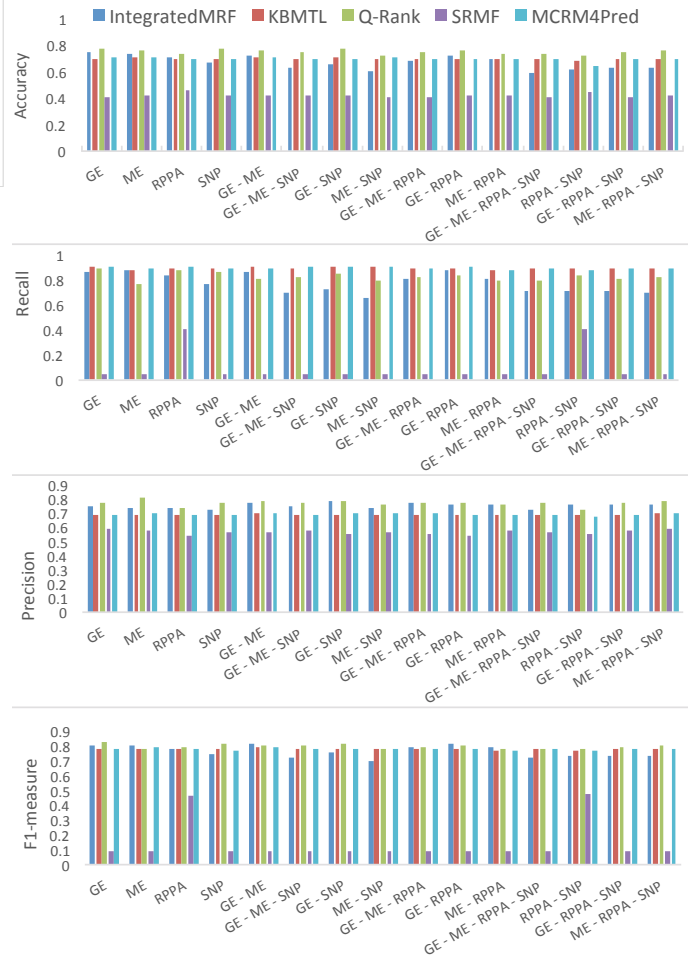 IntegratedMRF KBMTL Q-Rank SRMF MCRM4Pred
Accuracy
1
0.8
0.6
0.4
0.2
0
GE
ME
RPPA
SNP
GE - ME
GE - ME - SNP
GE - SNP
ME - SNP
GE - ME - RPPA
GE - RPPA
ME - RPPA
GE - ME - RPPA - SNP
RPPA - SNP
GE - RPPA - SNP
ME - RPPA - SNP
Recall
1
0.8
0.6
0.4
0.2
0
GE
ME
RPPA
SNP
GE - ME
GE - ME - SNP
GE - SNP
ME - SNP
GE - ME - RPPA
GE - RPPA
ME - RPPA
GE - ME - RPPA - SNP
RPPA - SNP
GE - RPPA - SNP
ME - RPPA - SNP
Precision
0.9
0.8
0.7
0.6
0.5
0.4
0.3
0.2
0.1
0
GE
ME
RPPA
SNP
GE - ME
GE - ME - SNP
GE - SNP
ME - SNP
GE - ME - RPPA
GE - RPPA
ME - RPPA
GE - ME - RPPA - SNP
RPPA - SNP
GE - RPPA - SNP
ME - RPPA - SNP
F1-measure
0.9
0.8
0.7
0.6
0.5
0.4
0.3
0.2
0.1
0
GE
ME
RPPA
SNP
GE - ME
GE - ME - SNP
GE - SNP
ME - SNP
GE - ME - RPPA
GE - RPPA
ME - RPPA
GE - ME - RPPA - SNP
RPPA - SNP
GE - RPPA - SNP
ME - RPPA - SNP